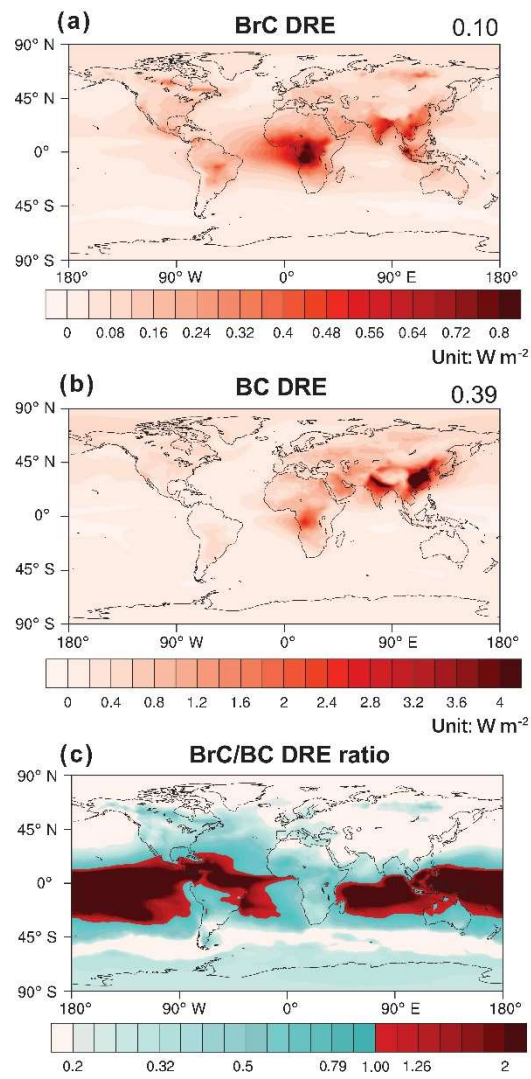 (a) BrC DRE 0.10
90° N
45° N
0°
45° S
90° S
180° 90° W 0° 90° E 180°
0 0.08 0.16 0.24 0.32 0.4 0.48 0.56 0.64 0.72 0.8
Unit: W m⁻²
(b) BC DRE 0.39
90° N
45° N
0°
45° S
90° S
180° 90° W 0° 90° E 180°
0 0.4 0.8 1.2 1.6 2 2.4 2.8 3.2 3.6 4
Unit: W m⁻²
(c) BrC/BC DRE ratio
90° N
45° N
0°
45° S
90° S
180° 90° W 0° 90° E 180°
0.2 0.32 0.5 0.79 1.00 1.26 2